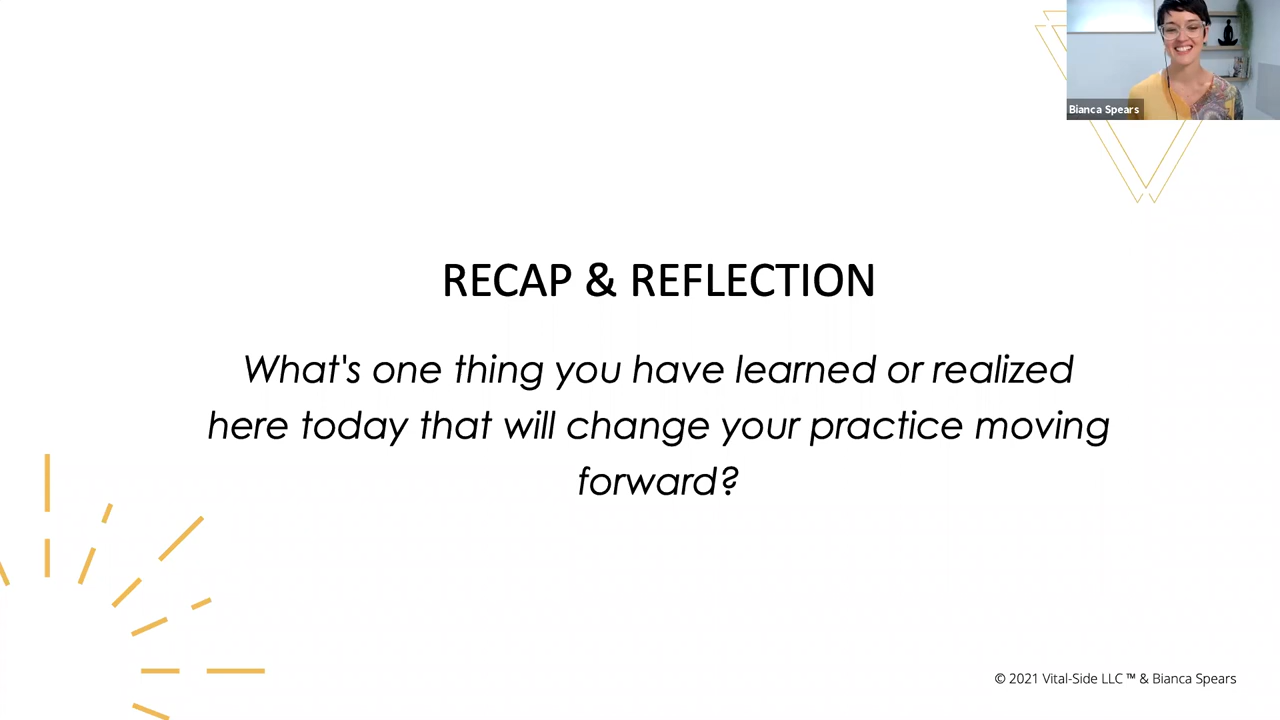 Bianca Spears
RECAP & REFLECTION
What's one thing you have learned or realized
here today that will change your practice moving
forward?
© 2021 Vital-Side LLC ™ & Bianca Spears